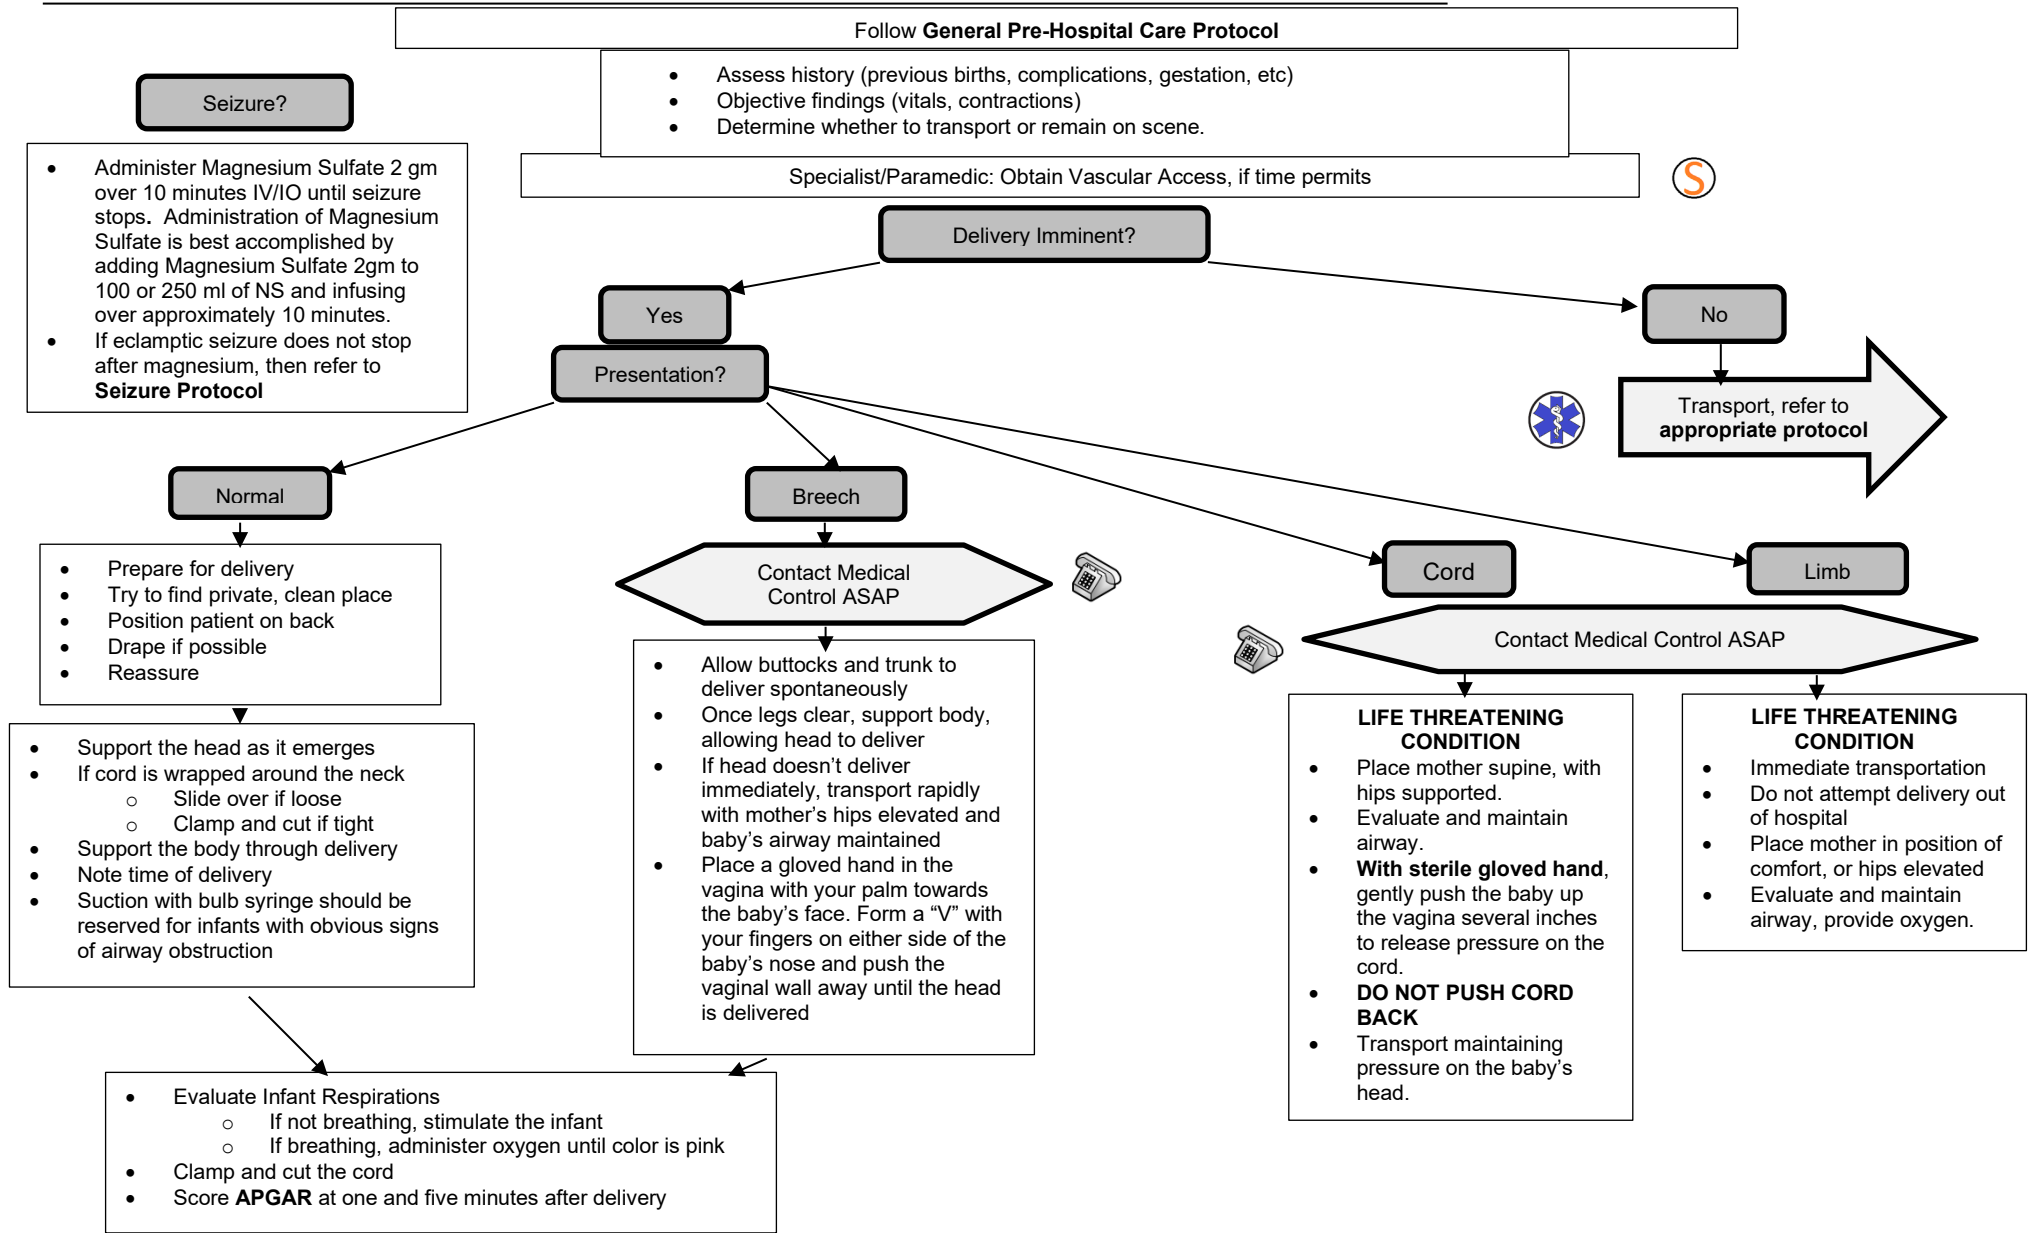 Follow General Pre-Hospital Care Protocol
• Assess history (previous births, complications, gestation, etc)
• Objective findings (vitals, contractions)
• Determine whether to transport or remain on scene.
Specialist/Paramedic: Obtain Vascular Access, if time permits
S
Seizure?
• Administer Magnesium Sulfate 2 gm
over 10 minutes IV/IO until seizure
stops. Administration of Magnesium
Sulfate is best accomplished by
adding Magnesium Sulfate 2gm to
100 or 250 ml of NS and infusing
over approximately 10 minutes.
• If eclamptic seizure does not stop
after magnesium, then refer to
Seizure Protocol
Delivery Imminent?
Yes
No
Presentation?
Transport, refer to
appropriate protocol
Normal
• Prepare for delivery
• Try to find private, clean place
• Position patient on back
• Drape if possible
• Reassure
• Support the head as it emerges
• If cord is wrapped around the neck
o Slide over if loose
o Clamp and cut if tight
• Support the body through delivery
• Note time of delivery
• Suction with bulb syringe should be
reserved for infants with obvious signs
of airway obstruction
Breech
Contact Medical
Control ASAP
• Allow buttocks and trunk to
deliver spontaneously
• Once legs clear, support body,
allowing head to deliver
• If head doesn’t deliver
immediately, transport rapidly
with mother’s hips elevated and
baby’s airway maintained
• Place a gloved hand in the
vagina with your palm towards
the baby’s face. Form a “V” with
your fingers on either side of the
baby’s nose and push the
vaginal wall away until the head
is delivered
Cord
Limb
Contact Medical Control ASAP
LIFE THREATENING
CONDITION
• Place mother supine, with
hips supported.
• Evaluate and maintain
airway.
• With sterile gloved hand,
gently push the baby up
the vagina several inches
to release pressure on the
cord.
• DO NOT PUSH CORD
BACK
• Transport maintaining
pressure on the baby’s
head.
LIFE THREATENING
CONDITION
• Immediate transportation
• Do not attempt delivery out
of hospital
• Place mother in position of
comfort, or hips elevated
• Evaluate and maintain
airway, provide oxygen.
• Evaluate Infant Respirations
o If not breathing, stimulate the infant
o If breathing, administer oxygen until color is pink
• Clamp and cut the cord
• Score APGAR at one and five minutes after delivery